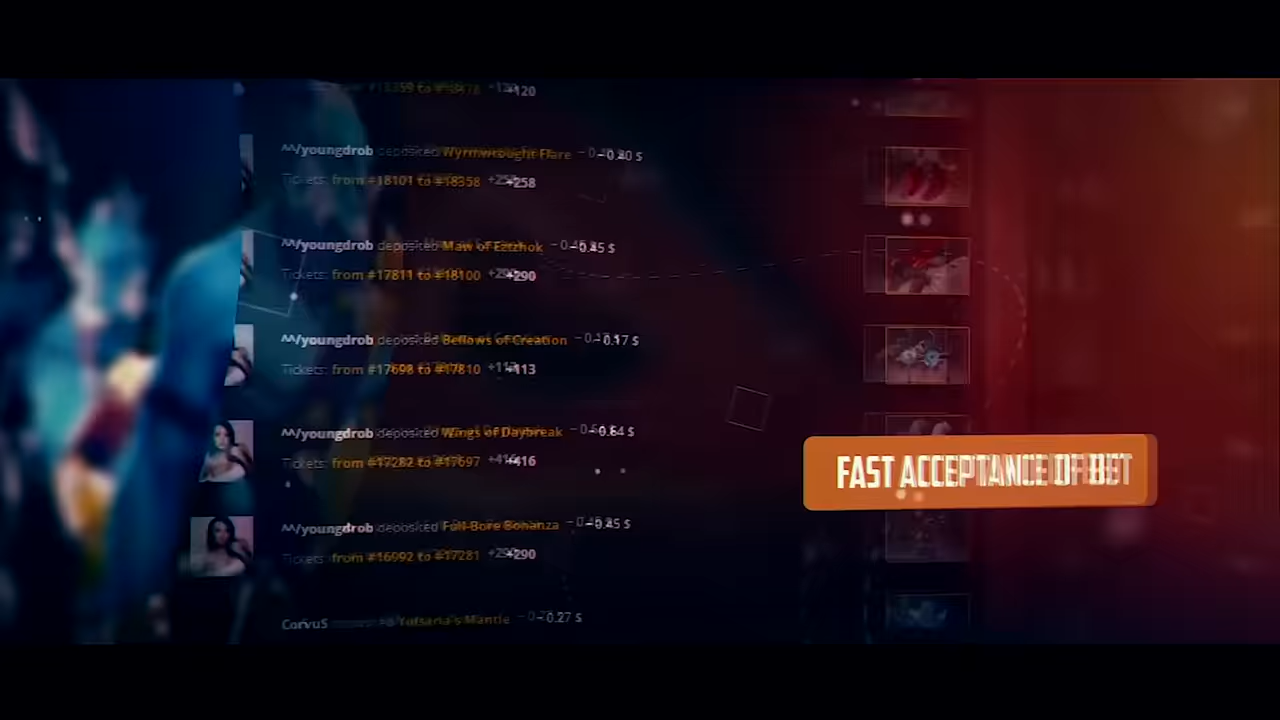 +120
^^/youngdrob deposited Wyrmwrought Flare ~ 0.40 $
Tickets: from #18101 to #18358 +258
^^/youngdrob deposited Maw of Eztzhok ~ 0.45 $
Tickets: from #17811 to #18100 +290
^^/youngdrob deposited Bellows of Creation ~ 0.17 $
Tickets: from #17698 to #17810 +113
^^/youngdrob deposited Wings of Daybreak ~ 0.64 $
Tickets: from #17282 to #17697 +416
FAST ACCEPTANCE OF BET
^^/youngdrob deposited Full-Bore Bonanza ~ 0.45 $
Tickets: from #16992 to #17281 +290
CorvuS Yulsaria's Mantle ~ 0.27 $